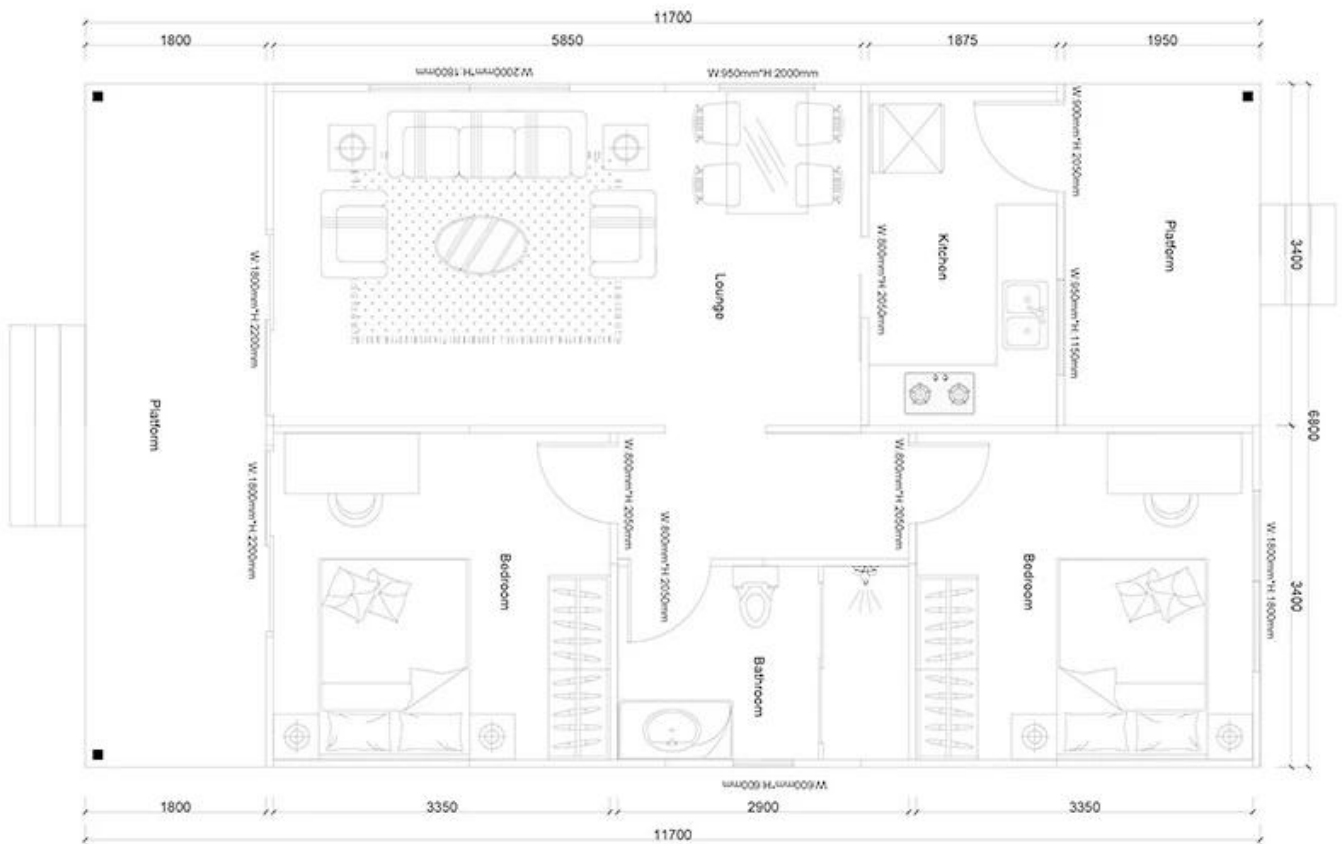 11700
1800
5850
1875
1950
W:2000mm*H:1800mm
W:950mm*H:2000mm
W:900mm*H:2050mm
Platform
3400
Kitchen
W:800mm*H:2050mm
Lounge
W:1800mm*H:2200mm
W:950mm*H:1150mm
Platform
6800
W:1800mm*H:2200mm
W:800mm*H:2050mm
W:800mm*H:2050mm
W:800mm*H:2050mm
Bedroom
Bedroom
W:1800mm*H:1800mm
3400
Bathroom
W:600mm*H:600mm
1800
3350
2900
3350
11700